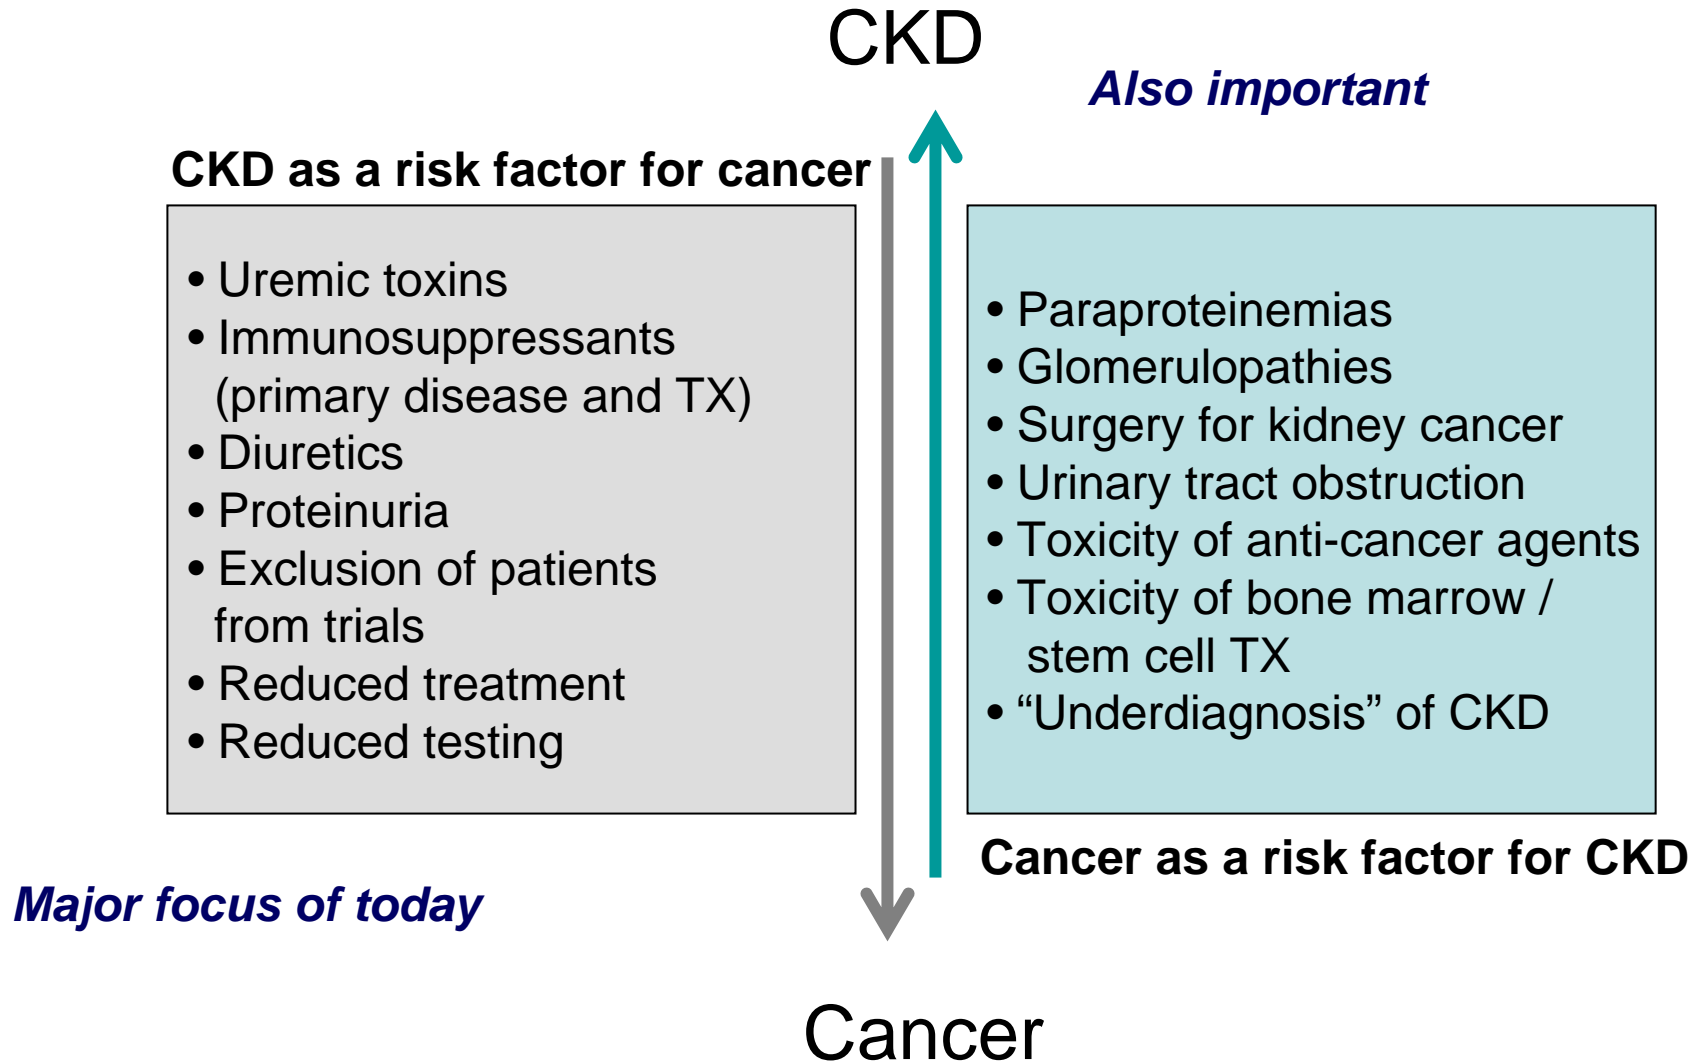 CKD
Also important
CKD as a risk factor for cancer
• Uremic toxins
• Immunosuppressants
(primary disease and TX)
• Diuretics
• Proteinuria
• Exclusion of patients
from trials
• Reduced treatment
• Reduced testing
• Paraproteinemias
• Glomerulopathies
• Surgery for kidney cancer
• Urinary tract obstruction
• Toxicity of anti-cancer agents
• Toxicity of bone marrow /
stem cell TX
• “Underdiagnosis” of CKD
Cancer as a risk factor for CKD
Major focus of today
Cancer